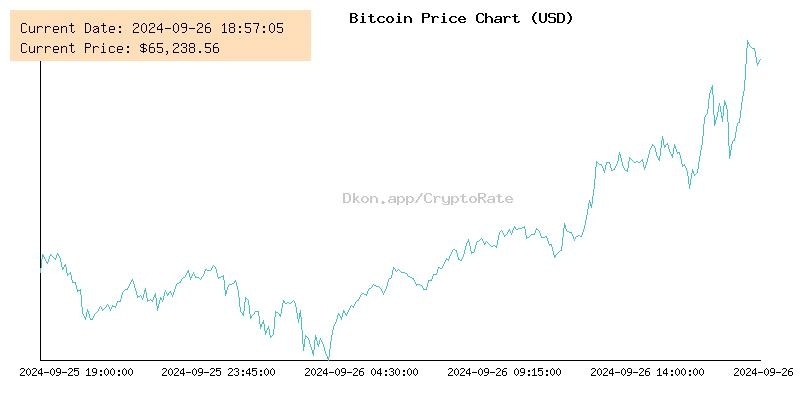 Bitcoin Price Chart (USD)
Current Date: 2024-09-26 18:57:05
Current Price: $65,238.56
Dkon.app/CryptoRate
2024-09-25 19:00:00 2024-09-25 23:45:00 2024-09-26 04:30:00 2024-09-26 09:15:00 2024-09-26 14:00:00 2024-09-26